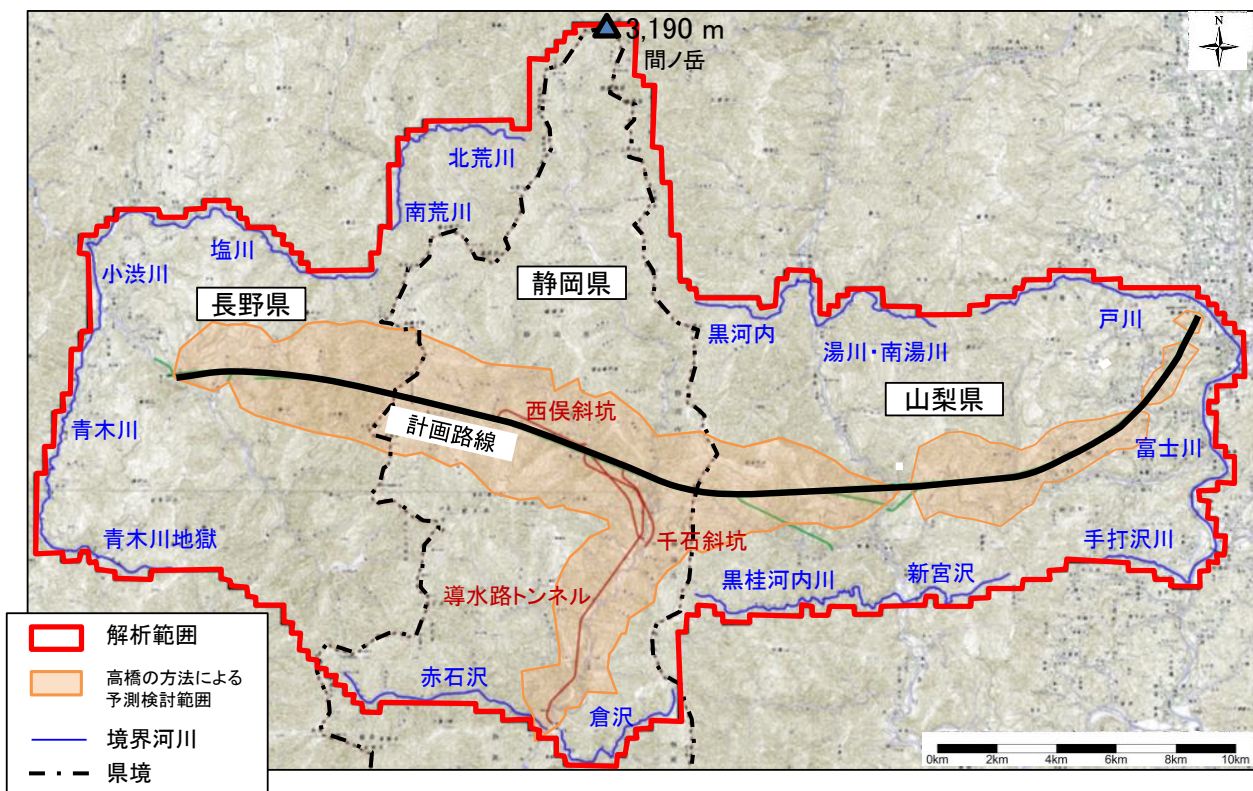 3,190 m
間ノ岳
N
北荒川
南荒川
塩川
小渋川
静岡県
長野県
黒河内
湯川・南湯川
戸川
山梨県
西俣斜坑
計画路線
青木川
富士川
千石斜坑
青木川地獄
手打沢川
導水路トンネル
黒桂河内川
新宮沢
赤石沢
倉沢
解析範囲
高橋の方法による
予測検討範囲
境界河川
県境
0km 2km 4km 6km 8km 10km